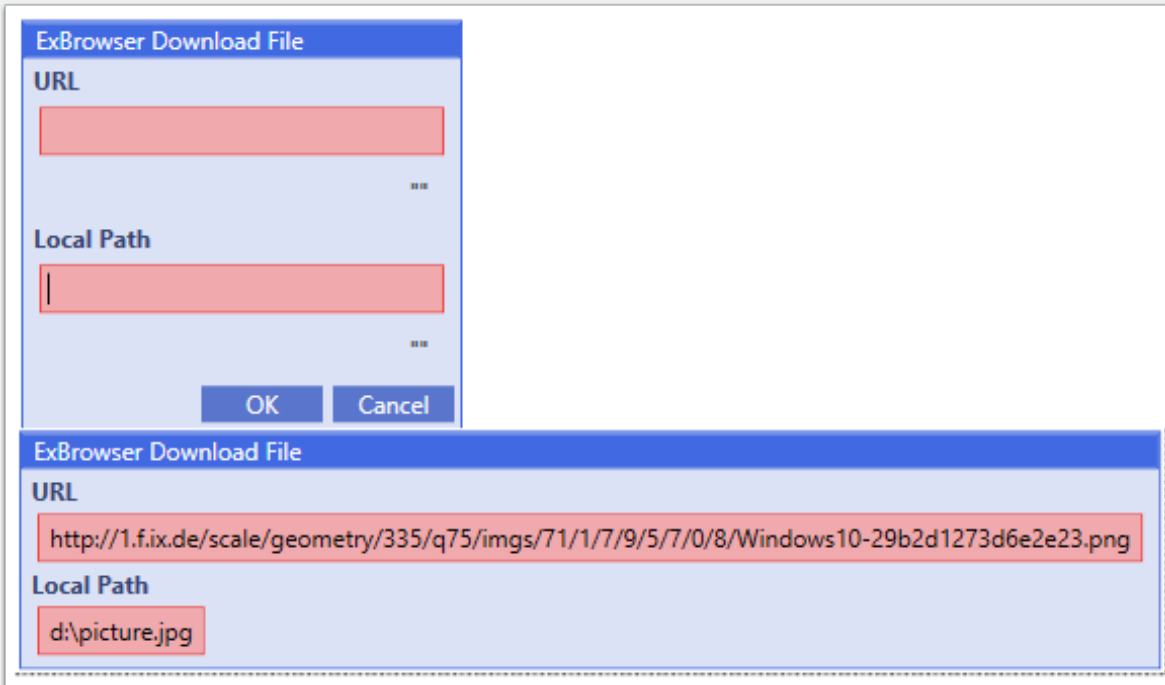 ExBrowser Download File
URL
""
Local Path
""
OK Cancel
ExBrowser Download File
URL
http://1.f.ix.de/scale/geometry/335/q75/imgs/71/1/7/9/5/7/0/8/Windows10-29b2d1273d6e2e23.png
Local Path
d:\picture.jpg